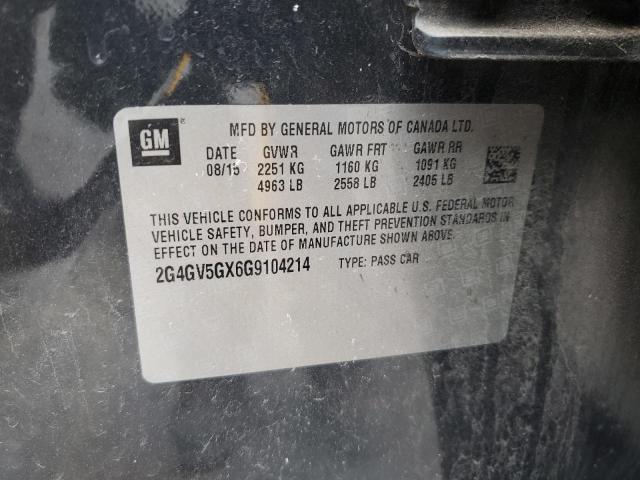 GM
MFD BY GENERAL MOTORS OF CANADA LTD.
DATE GVWR GAWR FRT GAWR RR
08/15 2251 KG 1160 KG 1091 KG
4963 LB 2558 LB 2405 LB
THIS VEHICLE CONFORMS TO ALL APPLICABLE U.S. FEDERAL MOTOR
VEHICLE SAFETY, BUMPER, AND THEFT PREVENTION STANDARDS IN
EFFECT ON THE DATE OF MANUFACTURE SHOWN ABOVE.
2G4GV5GX6G9104214 TYPE: PASS CAR